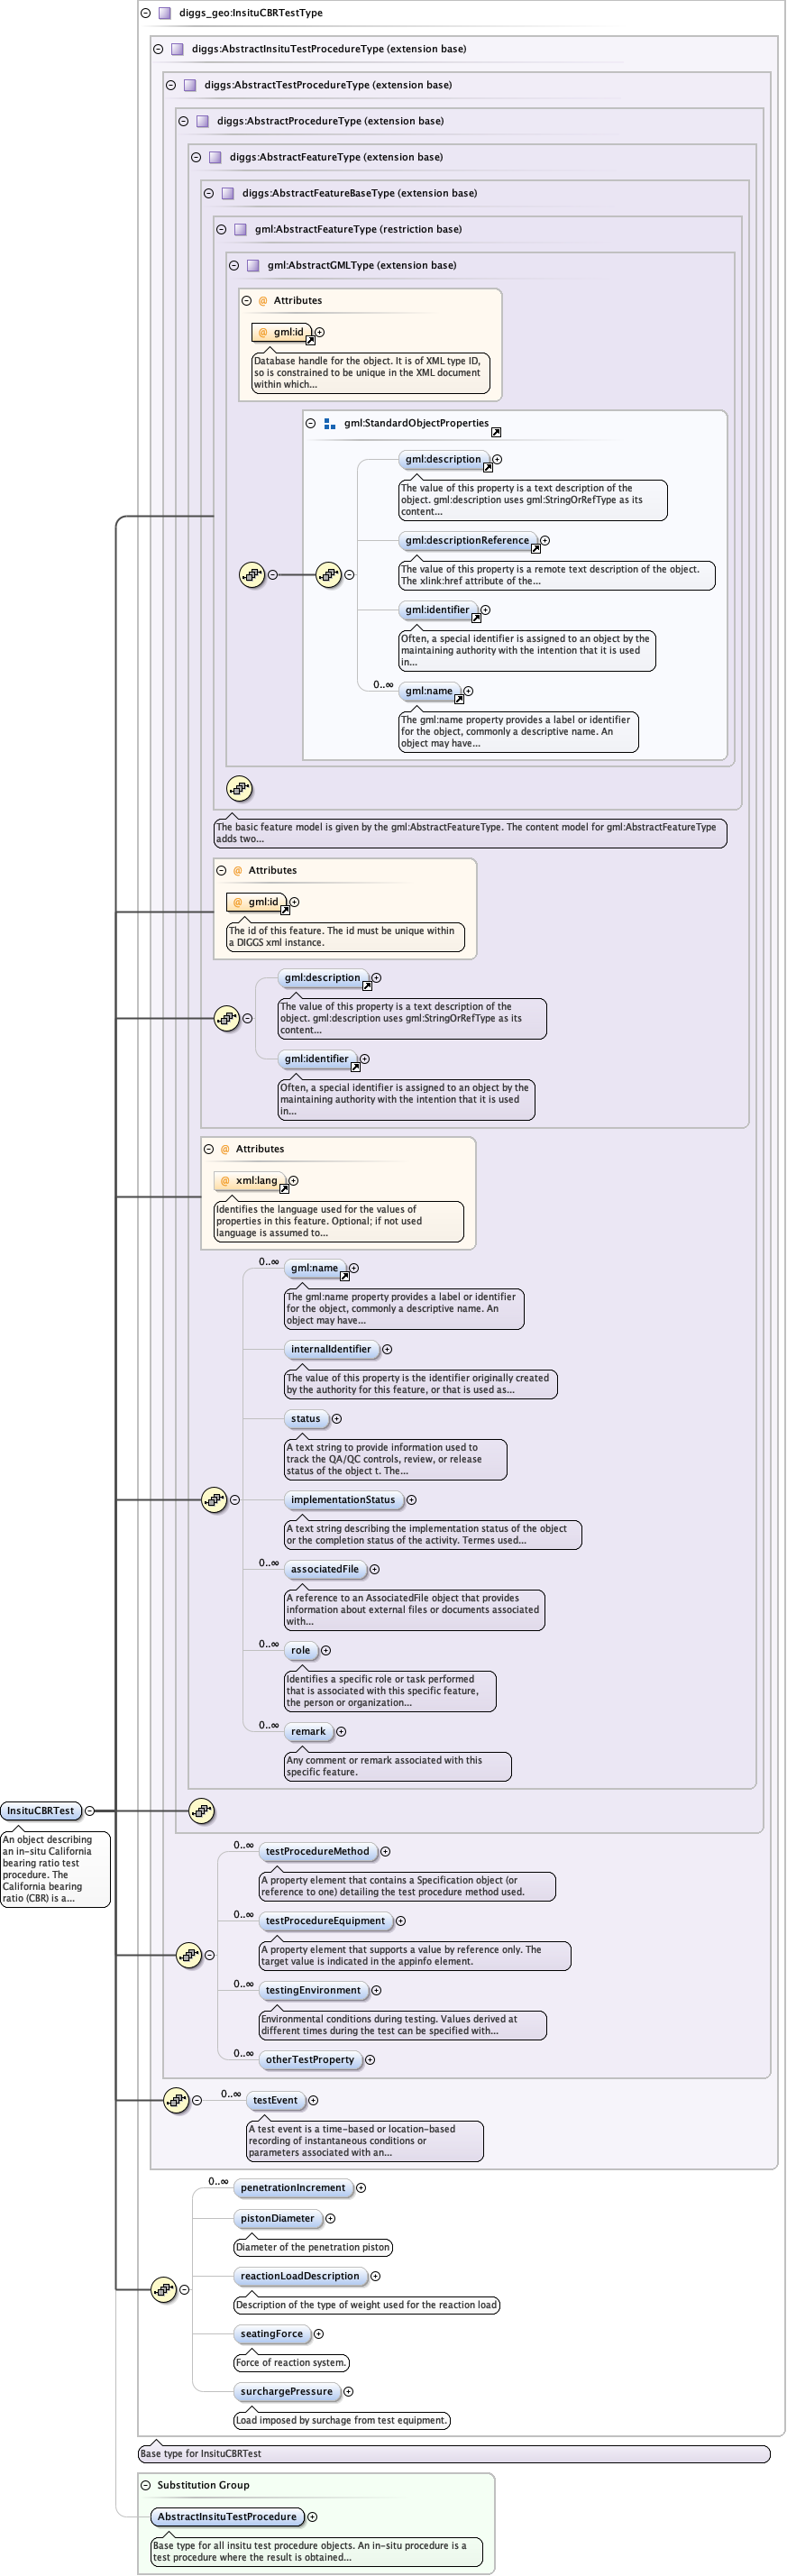 diggs_geo:InsituCBRTestType
diggs:AbstractInsituTestProcedureType (extension base)
diggs:AbstractTestProcedureType (extension base)
diggs:AbstractProcedureType (extension base)
diggs:AbstractFeatureType (extension base)
diggs:AbstractFeatureBaseType (extension base)
gml:AbstractFeatureType (restriction base)
gml:AbstractGMLType (extension base)
@ Attributes
@ gml:id
Database handle for the object. It is of XML type ID,
so is constrained to be unique in the XML document
within which...
gml:StandardObjectProperties
gml:description
The value of this property is a text description of the
object. gml:description uses gml:StringOrRefType as its
content...
gml:descriptionReference
The value of this property is a remote text description of the object.
The xlink:href attribute of the...
gml:identifier
Often, a special identifier is assigned to an object by the
maintaining authority with the intention that it is used
in...
0..∞
gml:name
The gml:name property provides a label or identifier
for the object, commonly a descriptive name. An
object may have...
The basic feature model is given by the gml:AbstractFeatureType. The content model for gml:AbstractFeatureType
adds two...
@ Attributes
@ gml:id
The id of this feature. The id must be unique within
a DIGGS xml instance.
gml:description
The value of this property is a text description of the
object. gml:description uses gml:StringOrRefType as its
content...
gml:identifier
Often, a special identifier is assigned to an object by the
maintaining authority with the intention that it is used
in...
@ Attributes
@ xml:lang
Identifies the language used for the values of
properties in this feature. Optional; if not used
language is assumed to...
0..∞
gml:name
The gml:name property provides a label or identifier
for the object, commonly a descriptive name. An
object may have...
internalIdentifier
The value of this property is the identifier originally created
by the authority for this feature, or that is used as...
status
A text string to provide information used to
track the QA/QC controls, review, or release
status of the object t. The...
implementationStatus
A text string describing the implementation status of the object
or the completion status of the activity. Termes used...
0..∞
associatedFile
A reference to an AssociatedFile object that provides
information about external files or documents associated
with...
0..∞
role
Identifies a specific role or task performed
that is associated with this specific feature,
the person or organization...
0..∞
remark
Any comment or remark associated with this
specific feature.
InsituCBRTest
An object describing
an in-situ California
bearing ratio test
procedure. The
California bearing
ratio (CBR) is a...
0..∞
testProcedureMethod
A property element that contains a Specification object (or
reference to one) detailing the test procedure method used.
0..∞
testProcedureEquipment
A property element that supports a value by reference only. The
target value is indicated in the appinfo element.
0..∞
testingEnvironment
Environmental conditions during testing. Values derived at
different times during the test can be specified with...
0..∞
otherTestProperty
0..∞
testEvent
A test event is a time-based or location-based
recording of instantaneous conditions or
parameters associated with an...
0..∞
penetrationIncrement
pistonDiameter
Diameter of the penetration piston
reactionLoadDescription
Description of the type of weight used for the reaction load
seatingForce
Force of reaction system.
surchargePressure
Load imposed by surchage from test equipment.
Base type for InsituCBRTest
Substitution Group
AbstractInsituTestProcedure
Base type for all insitu test procedure objects. An in-situ procedure is a
test procedure where the result is obtained...